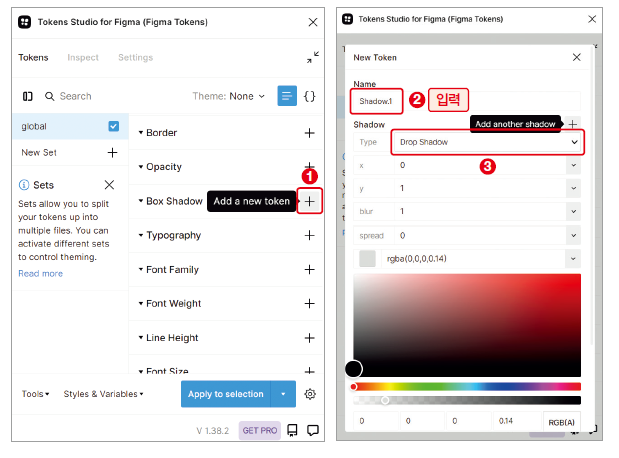 Tokens Studio for Figma (Figma Tokens)
Tokens Inspect Settings
Search Theme: None
global
New Set
Sets
Sets allow you to split
your tokens up into
multiple files. You can
activate different sets
to control theming.
Read more
Border
Opacity
1
Box Shadow Add a new token
Typography
Font Family
Font Weight
Line Height
Font Size
Tools Styles & Variables Apply to selection
V 1.38.2 GET PRO
Tokens Studio for Figma (Figma Tokens)
New Token
Name
Shadow.1 2 입력
Shadow Add another shadow
Type Drop Shadow
3
x 0
y 1
blur 1
spread 0
rgba(0,0,0,0.14)
0 0 0 0.14 RGB(A)